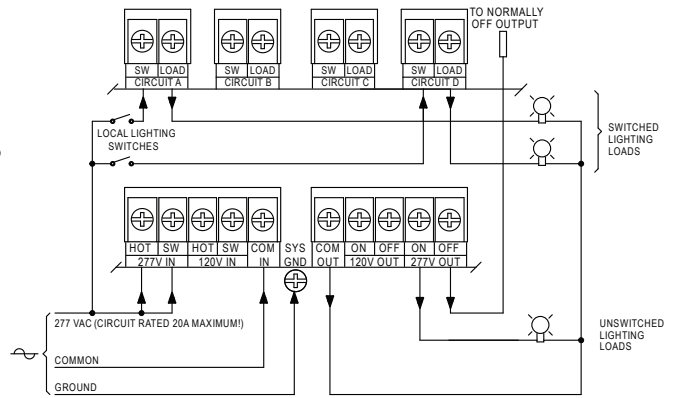 TO NORMALLY
OFF OUTPUT
SW LOAD SW LOAD SW LOAD SW LOAD
CIRCUIT A CIRCUIT B CIRCUIT C CIRCUIT D
LOCAL LIGHTING
SWITCHES
SWITCHED
LIGHTING
LOADS
HOT SW HOT SW COM SYS COM ON OFF ON OFF
277V IN 120V IN IN GND OUT 120V OUT 277V OUT
277 VAC (CIRCUIT RATED 20A MAXIMUM!)
UNSWITCHED
LIGHTING
LOADS
COMMON
GROUND